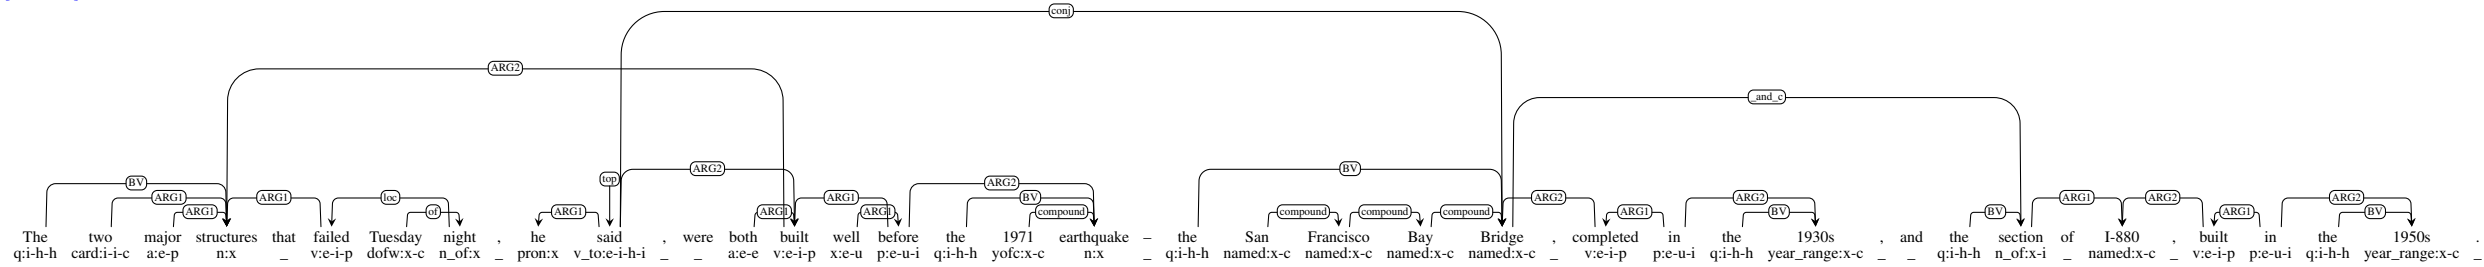 conj
ARG2
_and_c
ARG2 BV
top
BV ARG1 ARG1 ARG1 loc of ARG1 ARG1 ARG1 ARG1 ARG2 BV compound compound compound compound ARG2 ARG1 ARG2 BV BV ARG1 ARG2 ARG1 ARG2 BV
The two major structures that failed Tuesday night , he said , were both built well before the 1971 earthquake – the San Francisco Bay Bridge , completed in the 1930s , and the section of I-880 , built in the 1950s .
q:i-h-h card:i-i-c a:e-p n:x _ v:e-i-p dofw:x-c n_of:x _ pron:x v_to:e-i-h-i _ _ a:e-e v:e-i-p x:e-u p:e-u-i q:i-h-h yofc:x-c n:x _ q:i-h-h named:x-c named:x-c named:x-c named:x-c _ v:e-i-p p:e-u-i q:i-h-h year_range:x-c _ _ q:i-h-h n_of:x-i _ named:x-c _ v:e-i-p p:e-u-i q:i-h-h year_range:x-c _